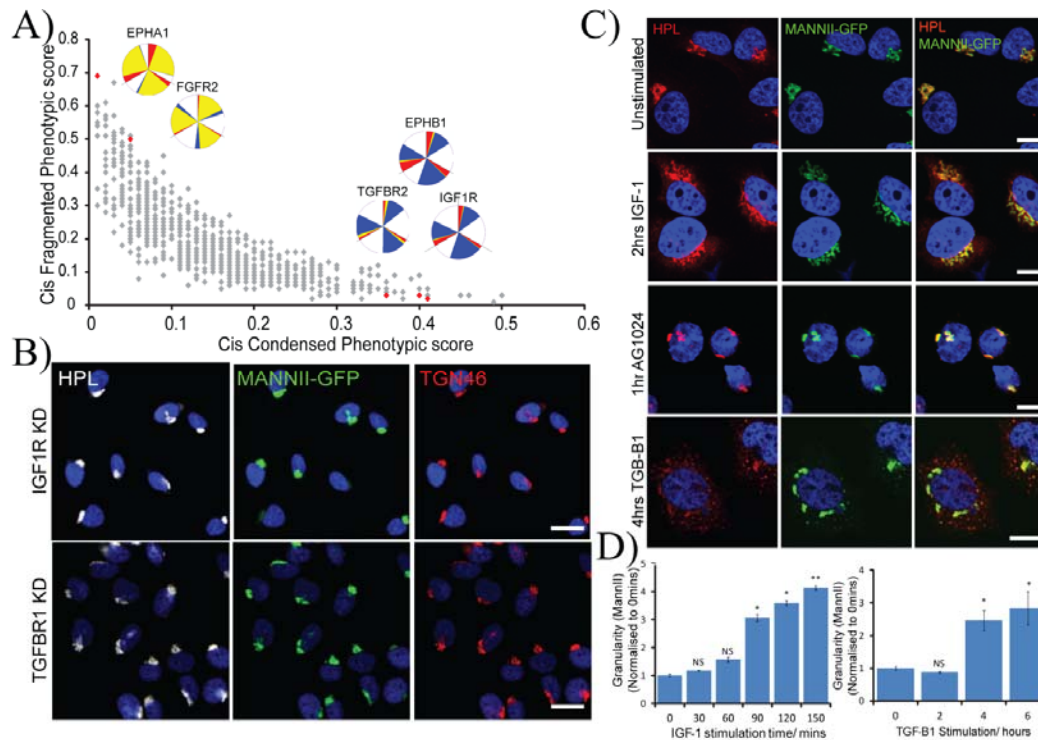 A)
EPHA1
FGFR2
EPHB1
TGFBR2
IGF1R
Cis Fragmented Phenotypic score
0.8
0.7
0.6
0.5
0.4
0.3
0.2
0.1
0
0
0.1
0.2
0.3
0.4
0.5
0.6
Cis Condensed Phenotypic score
B)
HPL
MANNII-GFP
TGN46
IGF1R KD
TGFBR1 KD
C)
HPL
MANNII-GFP
HPL
MANNII-GFP
Unstimulated
2hrs IGF-1
1hr AG1024
4hrs TGB-B1
D)
Granularity (MannII)
(Normalised to 0mins)
5
4
3
2
1
0
NS
NS
*
*
**
0 30 60 90 120 150
IGF-1 stimulation time/ mins
Granularity (MannII)
(Normalised to 0mins)
4
3
2
1
0
NS
*
*
0 2 4 6
TGF-B1 Stimulation/ hours